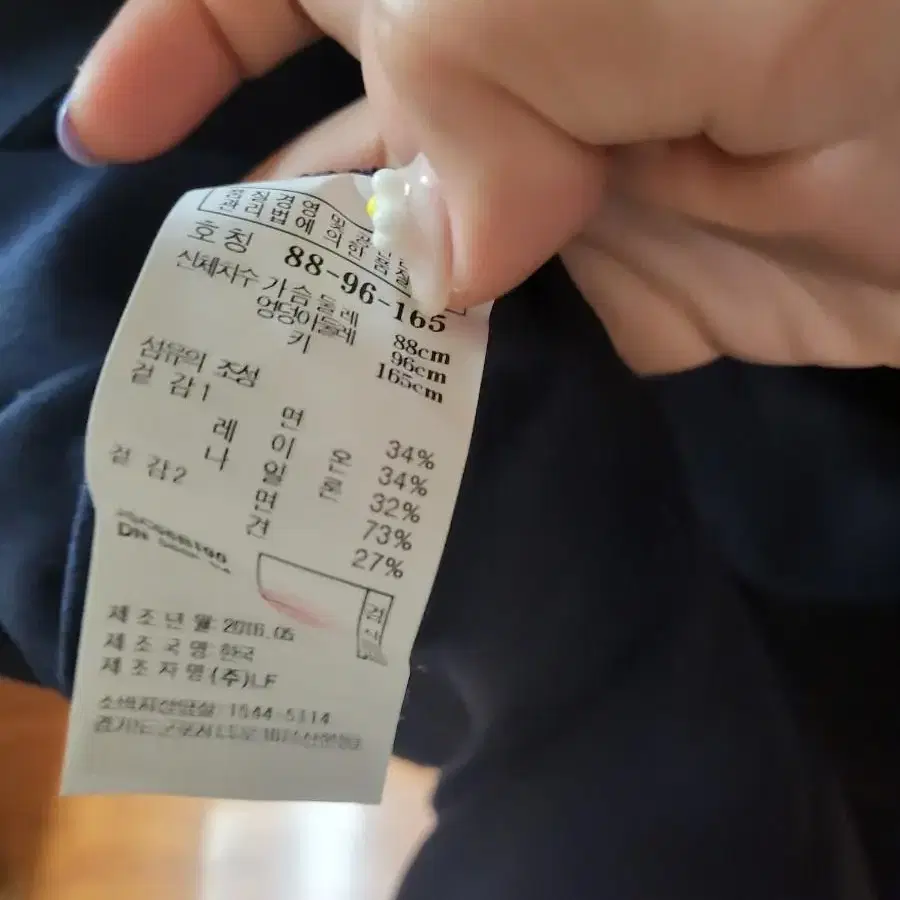 호칭 88-96-165
신체치수 가슴둘레 88cm
엉덩이둘레 96cm
키 165cm
섬유의 조성
겉감1 면 34%
레이온 34%
나일론 32%
겉감2 면 73%
견 27%
제조년월 2016.05
제조국명 한국
제조자명 (주)LF
소비자상담실 1544-5114